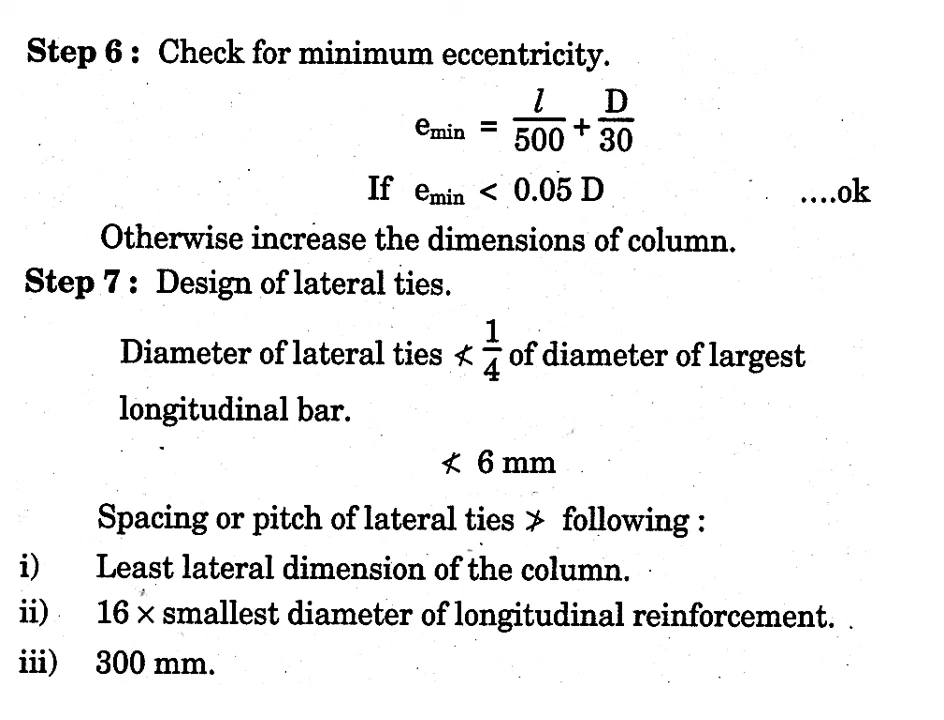 Step 6 : Check for minimum eccentricity.
e_min = l/500 + D/30
If e_min < 0.05 D ....ok
Otherwise increase the dimensions of column.
Step 7 : Design of lateral ties.
Diameter of lateral ties ≮ 1/4 of diameter of largest
longitudinal bar.
≮ 6 mm
Spacing or pitch of lateral ties ≯ following :
i) Least lateral dimension of the column.
ii) 16 × smallest diameter of longitudinal reinforcement.
iii) 300 mm.